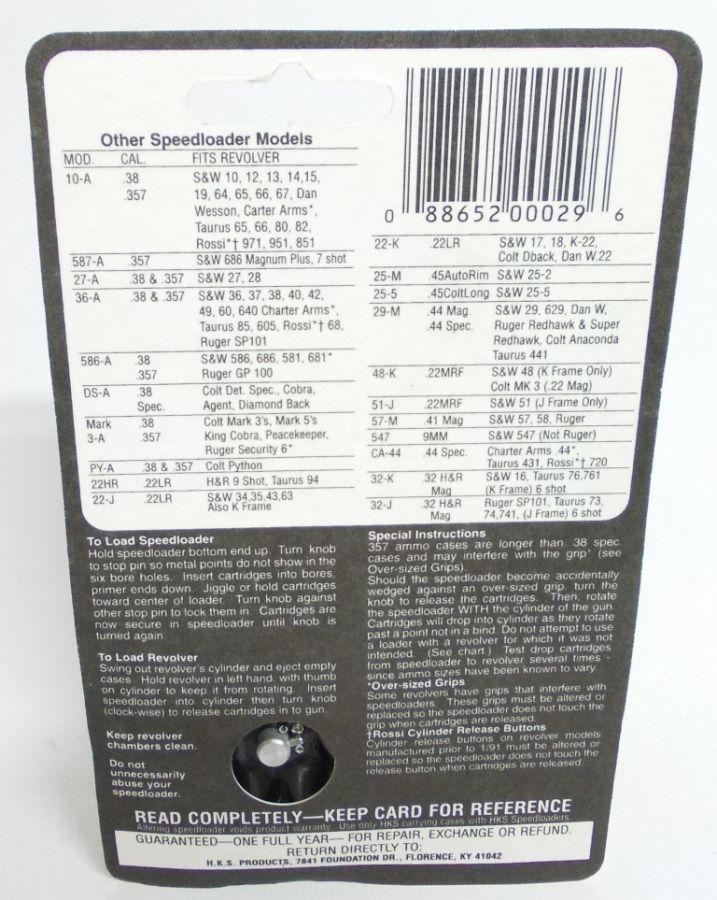 Other Speedloader Models
MOD. CAL. FITS REVOLVER
10-A .38 S&W 10, 12, 13, 14,15,
.357 19, 64, 65, 66, 67, Dan
Wesson, Carter Arms*,
Taurus 65, 66, 80, 82,
Rossi*† 971, 951, 851
587-A .357 S&W 686 Magnum Plus, 7 shot
27-A .38 & .357 S&W 27, 28
36-A .38 & .357 S&W 36, 37, 38, 40, 42,
49, 60, 640 Charter Arms*,
Taurus 85, 605, Rossi*† 68,
Ruger SP101
586-A .38 S&W 586, 686, 581, 681*
.357 Ruger GP 100
DS-A .38 Colt Det. Spec., Cobra,
Spec. Agent, Diamond Back
Mark .38 Colt Mark 3's, Mark 5's
3-A .357 King Cobra, Peacekeeper,
Ruger Security 6*
PY-A .38 & .357 Colt Python
22HR .22LR H&R 9 Shot, Taurus 94
22-J .22LR S&W 34,35,43,63
Also K Frame
0 88652 00029 6
22-K .22LR S&W 17, 18, K-22,
Colt Dback, Dan W.22
25-M .45AutoRim S&W 25-2
25-5 .45ColtLong S&W 25-5
29-M .44 Mag. S&W 29, 629, Dan W,
.44 Spec. Ruger Redhawk & Super
Redhawk, Colt Anaconda
Taurus 441
48-K .22MRF S&W 48 (K Frame Only)
Colt MK 3 (.22 Mag)
51-J .22MRF S&W 51 (J Frame Only)
57-M .41 Mag S&W 57, 58, Ruger
547 9MM S&W 547 (Not Ruger)
CA-44 .44 Spec. Charter Arms .44*,
Taurus 431, Rossi*† 720
32-K .32 H&R S&W 16, Taurus 76,761
Mag (K Frame) 6 shot
32-J .32 H&R Ruger SP101, Taurus 73,
Mag 74,741, (J Frame) 6 shot
To Load Speedloader
Hold speedloader bottom end up. Turn knob
to stop pin so metal points do not show in the
six bore holes. Insert cartridges into bores,
primer ends down. Jiggle or hold cartridges
toward center of loader. Turn knob against
other stop pin to lock them in. Cartridges are
now secure in speedloader until knob is
turned again.
To Load Revolver
Swing out revolver's cylinder and eject empty
cases. Hold revolver in left hand, with thumb
on cylinder to keep it from rotating. Insert
speedloader into cylinder then turn knob
(clock-wise) to release cartridges in to gun.
Keep revolver
chambers clean.
Do not
unnecessarily
abuse your
speedloader.
Special Instructions
357 ammo cases are longer than .38 spec.
cases and may interfere with the grip* (see
Over-sized Grips).
Should the speedloader become accidentally
wedged against an over-sized grip, turn the
knob to release the cartridges. Then, rotate
the speedloader WITH the cylinder of the gun.
Cartridges will drop into cylinder as they rotate
past a point not in a bind. Do not attempt to use
a loader with a revolver for which it was not
intended. (See chart.) Test drop cartridges
from speedloader to revolver several times -
since ammo sizes have been known to vary.
*Over-sized Grips
Some revolvers have grips that interfere with
speedloaders. These grips must be altered or
replaced so the speedloader does not touch the
grip when cartridges are released.
†Rossi Cylinder Release Buttons
Cylinder release buttons on revolver models
manufactured prior to 1/91 must be altered or
replaced so the speedloader does not touch the
release button when cartridges are released.
READ COMPLETELY—KEEP CARD FOR REFERENCE
Altering speedloader voids product warranty. Use only HKS carrying cases with HKS Speedloaders.
GUARANTEED—ONE FULL YEAR— FOR REPAIR, EXCHANGE OR REFUND.
RETURN DIRECTLY TO:
H.K.S. PRODUCTS, 7841 FOUNDATION DR., FLORENCE, KY 41042